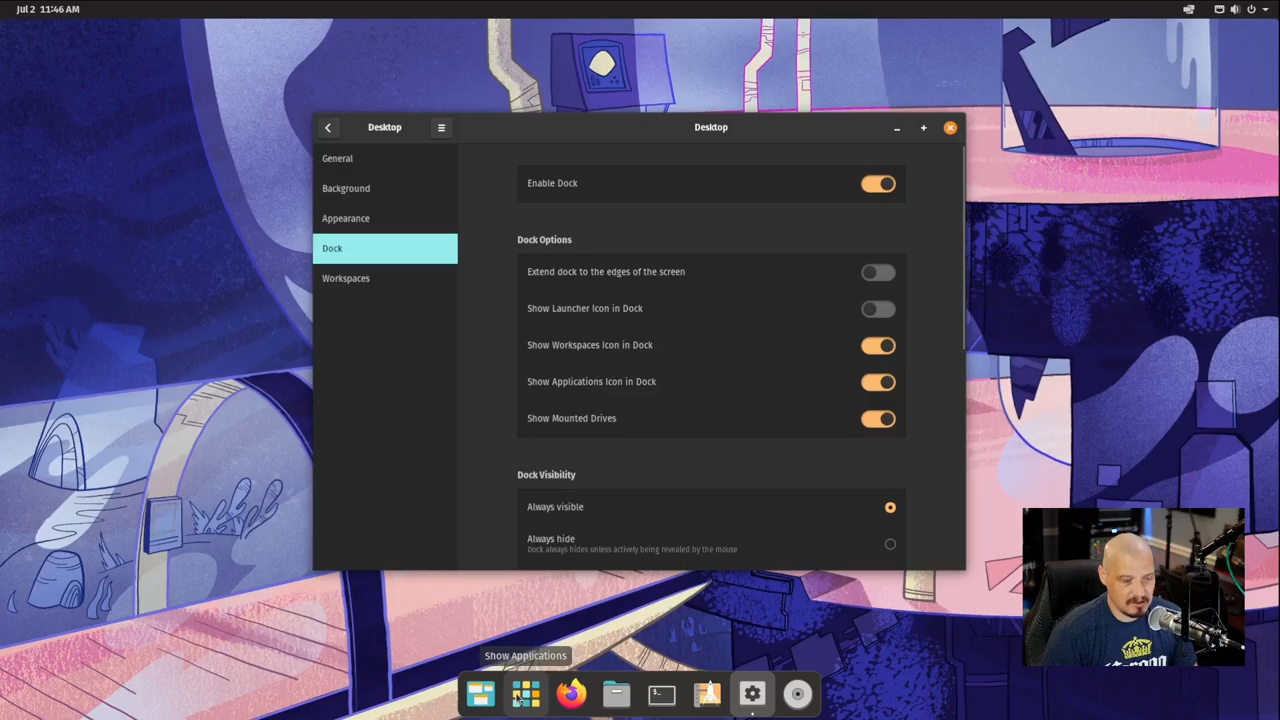 Jul 2 11:46 AM
Desktop
Desktop
General
Background
Appearance
Dock
Workspaces
Enable Dock
Dock Options
Extend dock to the edges of the screen
Show Launcher Icon in Dock
Show Workspaces Icon in Dock
Show Applications Icon in Dock
Show Mounted Drives
Dock Visibility
Always visible
Always hide
Dock always hides unless actively being revealed by the mouse
Show Applications